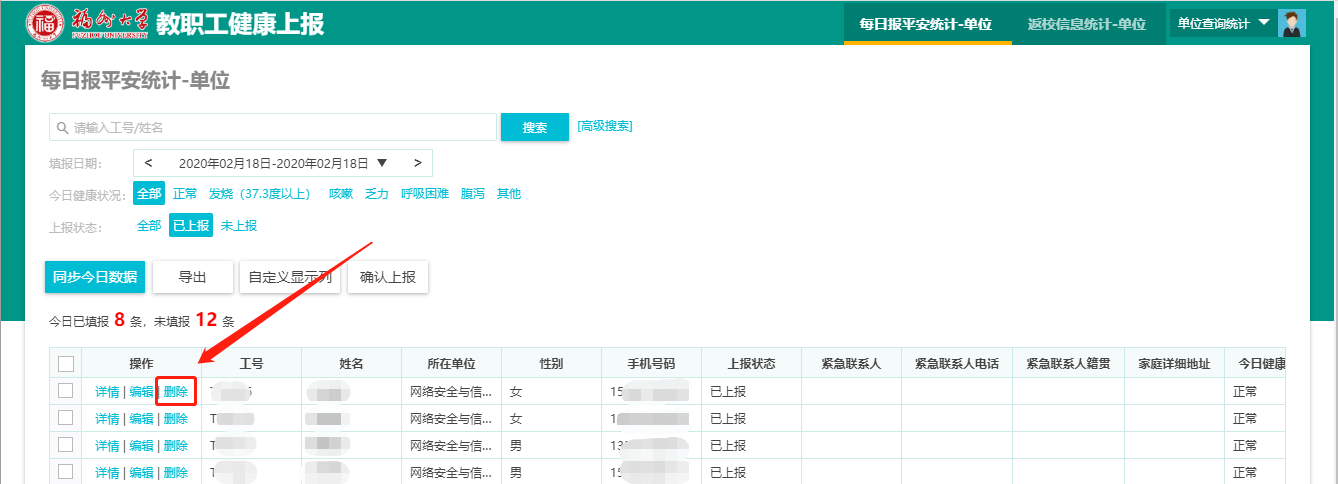 福州大学 教职工健康上报 每日报平安统计-单位 返校信息统计-单位 单位查询统计
FUZHOU UNIVERSITY
每日报平安统计-单位
请输入工号/姓名 搜索 [高级搜索]
填报日期： < 2020年02月18日-2020年02月18日 ▼ >
今日健康状况： 全部 正常 发烧（37.3度以上） 咳嗽 乏力 呼吸困难 腹泻 其他
上报状态： 全部 已上报 未上报
同步今日数据 导出 自定义显示列 确认上报
今日已填报 8 条，未填报 12 条
操作 工号 姓名 所在单位 性别 手机号码 上报状态 紧急联系人 紧急联系人电话 紧急联系人籍贯 家庭详细地址 今日健康
详情 | 编辑 | 删除 网络安全与信... 女 15 已上报 正常
详情 | 编辑 | 删除 T 网络安全与信... 女 1 已上报 正常
详情 | 编辑 | 删除 T 网络安全与信... 男 13 已上报 正常
详情 | 编辑 | 删除 T 网络安全与信... 男 15 已上报 正常